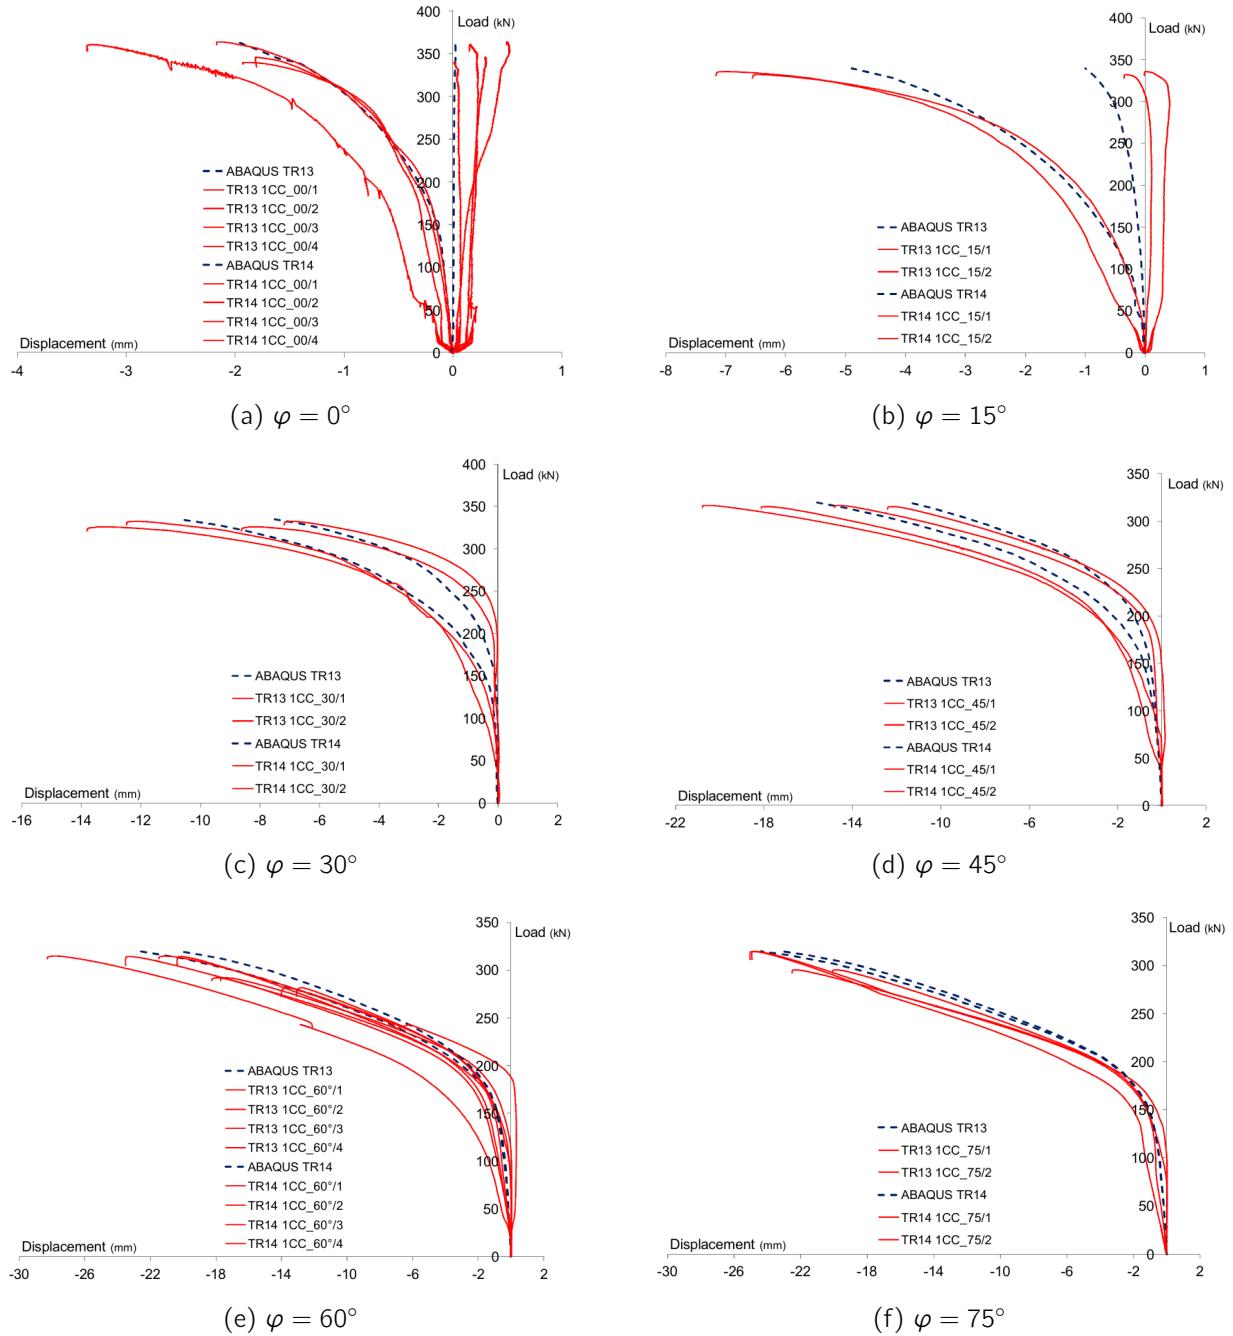 Load (kN)
400
350
300
250
200
150
100
50
0
ABAQUS TR13
TR13 1CC_00/1
TR13 1CC_00/2
TR13 1CC_00/3
TR13 1CC_00/4
ABAQUS TR14
TR14 1CC_00/1
TR14 1CC_00/2
TR14 1CC_00/3
TR14 1CC_00/4
Displacement (mm)
-4 -3 -2 -1 0 1
(a) φ = 0°
Load (kN)
400
350
300
250
200
150
100
50
0
ABAQUS TR13
TR13 1CC_15/1
TR13 1CC_15/2
ABAQUS TR14
TR14 1CC_15/1
TR14 1CC_15/2
Displacement (mm)
-8 -7 -6 -5 -4 -3 -2 -1 0 1
(b) φ = 15°
Load (kN)
400
350
300
250
200
150
100
50
0
ABAQUS TR13
TR13 1CC_30/1
TR13 1CC_30/2
ABAQUS TR14
TR14 1CC_30/1
TR14 1CC_30/2
Displacement (mm)
-16 -14 -12 -10 -8 -6 -4 -2 0 2
(c) φ = 30°
Load (kN)
350
300
250
200
150
100
50
0
ABAQUS TR13
TR13 1CC_45/1
TR13 1CC_45/2
ABAQUS TR14
TR14 1CC_45/1
TR14 1CC_45/2
Displacement (mm)
-22 -18 -14 -10 -6 -2 2
(d) φ = 45°
Load (kN)
350
300
250
200
150
100
50
0
ABAQUS TR13
TR13 1CC_60°/1
TR13 1CC_60°/2
TR13 1CC_60°/3
TR13 1CC_60°/4
ABAQUS TR14
TR14 1CC_60°/1
TR14 1CC_60°/2
TR14 1CC_60°/3
TR14 1CC_60°/4
Displacement (mm)
-30 -26 -22 -18 -14 -10 -6 -2 2
(e) φ = 60°
Load (kN)
350
300
250
200
150
100
50
0
ABAQUS TR13
TR13 1CC_75/1
TR13 1CC_75/2
ABAQUS TR14
TR14 1CC_75/1
TR14 1CC_75/2
Displacement (mm)
-30 -26 -22 -18 -14 -10 -6 -2 2
(f) φ = 75°